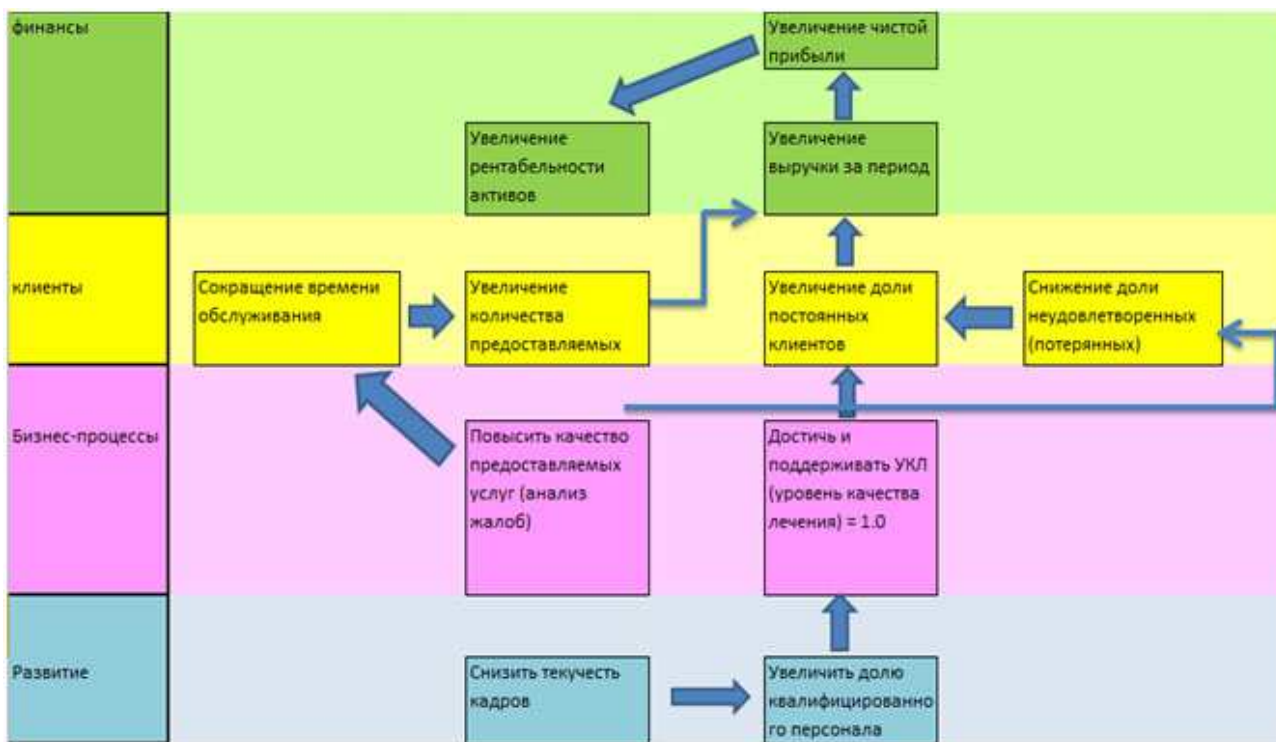 финансы
Увеличение чистой
прибыли
Увеличение
рентабельности
активов
Увеличение
выручки за период
клиенты
Сокращение времени
обслуживания
Увеличение
количества
предоставляемых
Увеличение доли
постоянных
клиентов
Снижение доли
неудовлетворенных
(потерянных)
Бизнес-процессы
Повысить качество
предоставляемых
услуг (анализ
жалоб)
Достичь и
поддерживать УКЛ
(уровень качества
лечения) = 1.0
Развитие
Снизить текучесть
кадров
Увеличить долю
квалифицированно
го персонала